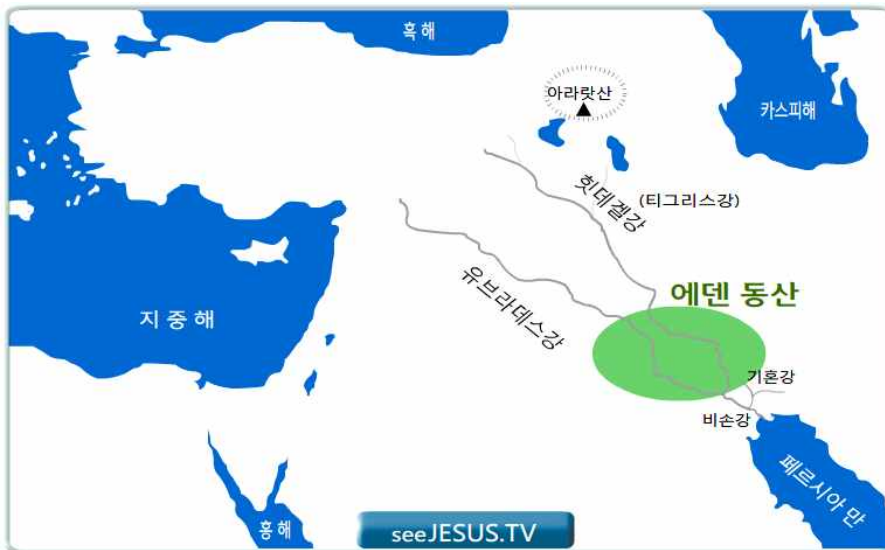 흑해
아라랏산
카스피해
힛데겔강
(티그리스강)
유브라데스강
에덴 동산
지중해
기혼강
비손강
페르시아 만
홍해
seeJESUS.TV